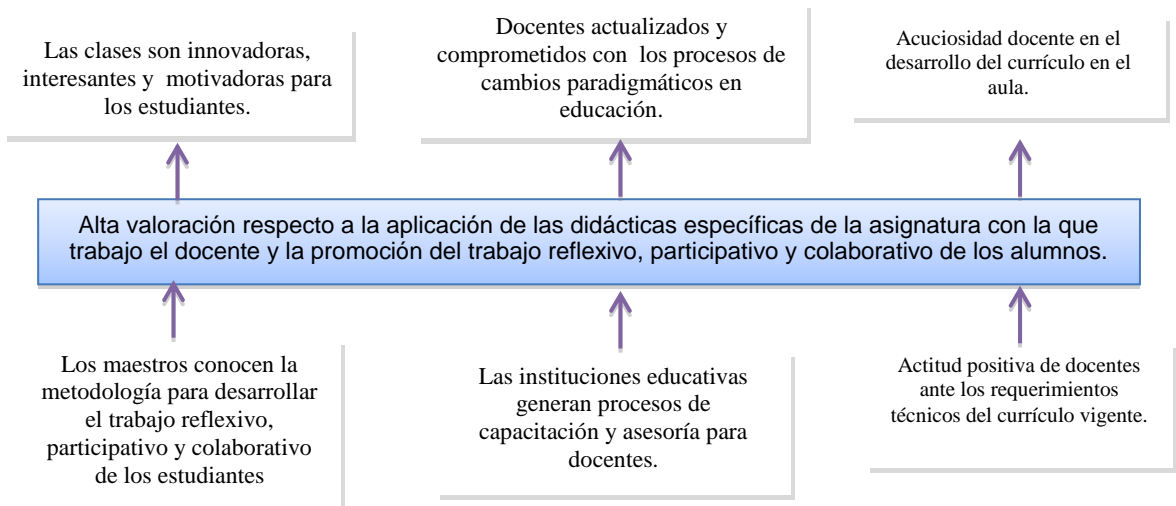 Las clases son innovadoras,
interesantes y  motivadoras para
los estudiantes.
Docentes actualizados y
comprometidos con  los procesos de
cambios paradigmáticos en
educación.
Acuciosidad docente en el
desarrollo del currículo en el
aula.
Alta valoración respecto a la aplicación de las didácticas específicas de la asignatura con la que
trabajo el docente y la promoción del trabajo reflexivo, participativo y colaborativo de los alumnos.
Los maestros conocen la
metodología para desarrollar
el trabajo reflexivo,
participativo y colaborativo
de los estudiantes
Las instituciones educativas
generan procesos de
capacitación y asesoría para
docentes.
Actitud positiva de docentes
ante los requerimientos
técnicos del currículo vigente.